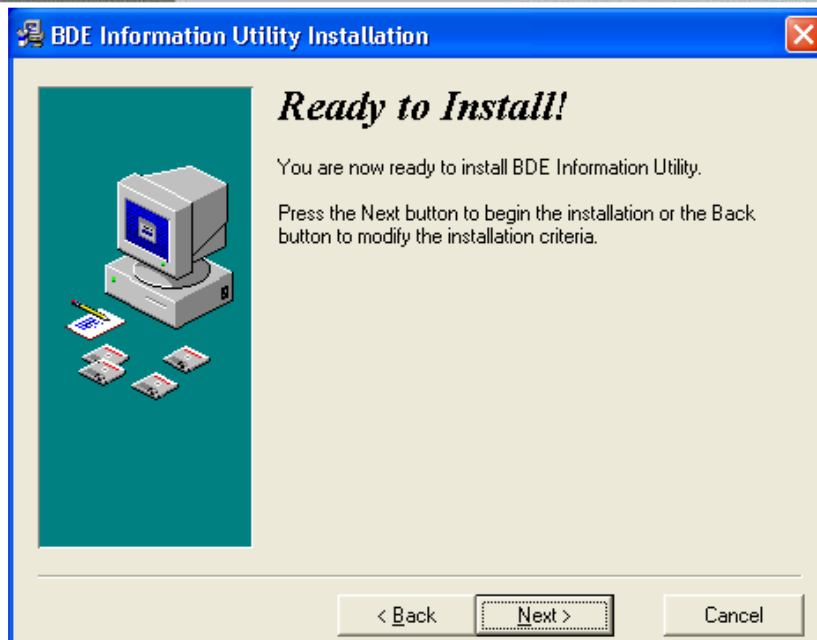 BDE Information Utility Installation
Ready to Install!
You are now ready to install BDE Information Utility.
Press the Next button to begin the installation or the Back
button to modify the installation criteria.
< Back
Next >
Cancel